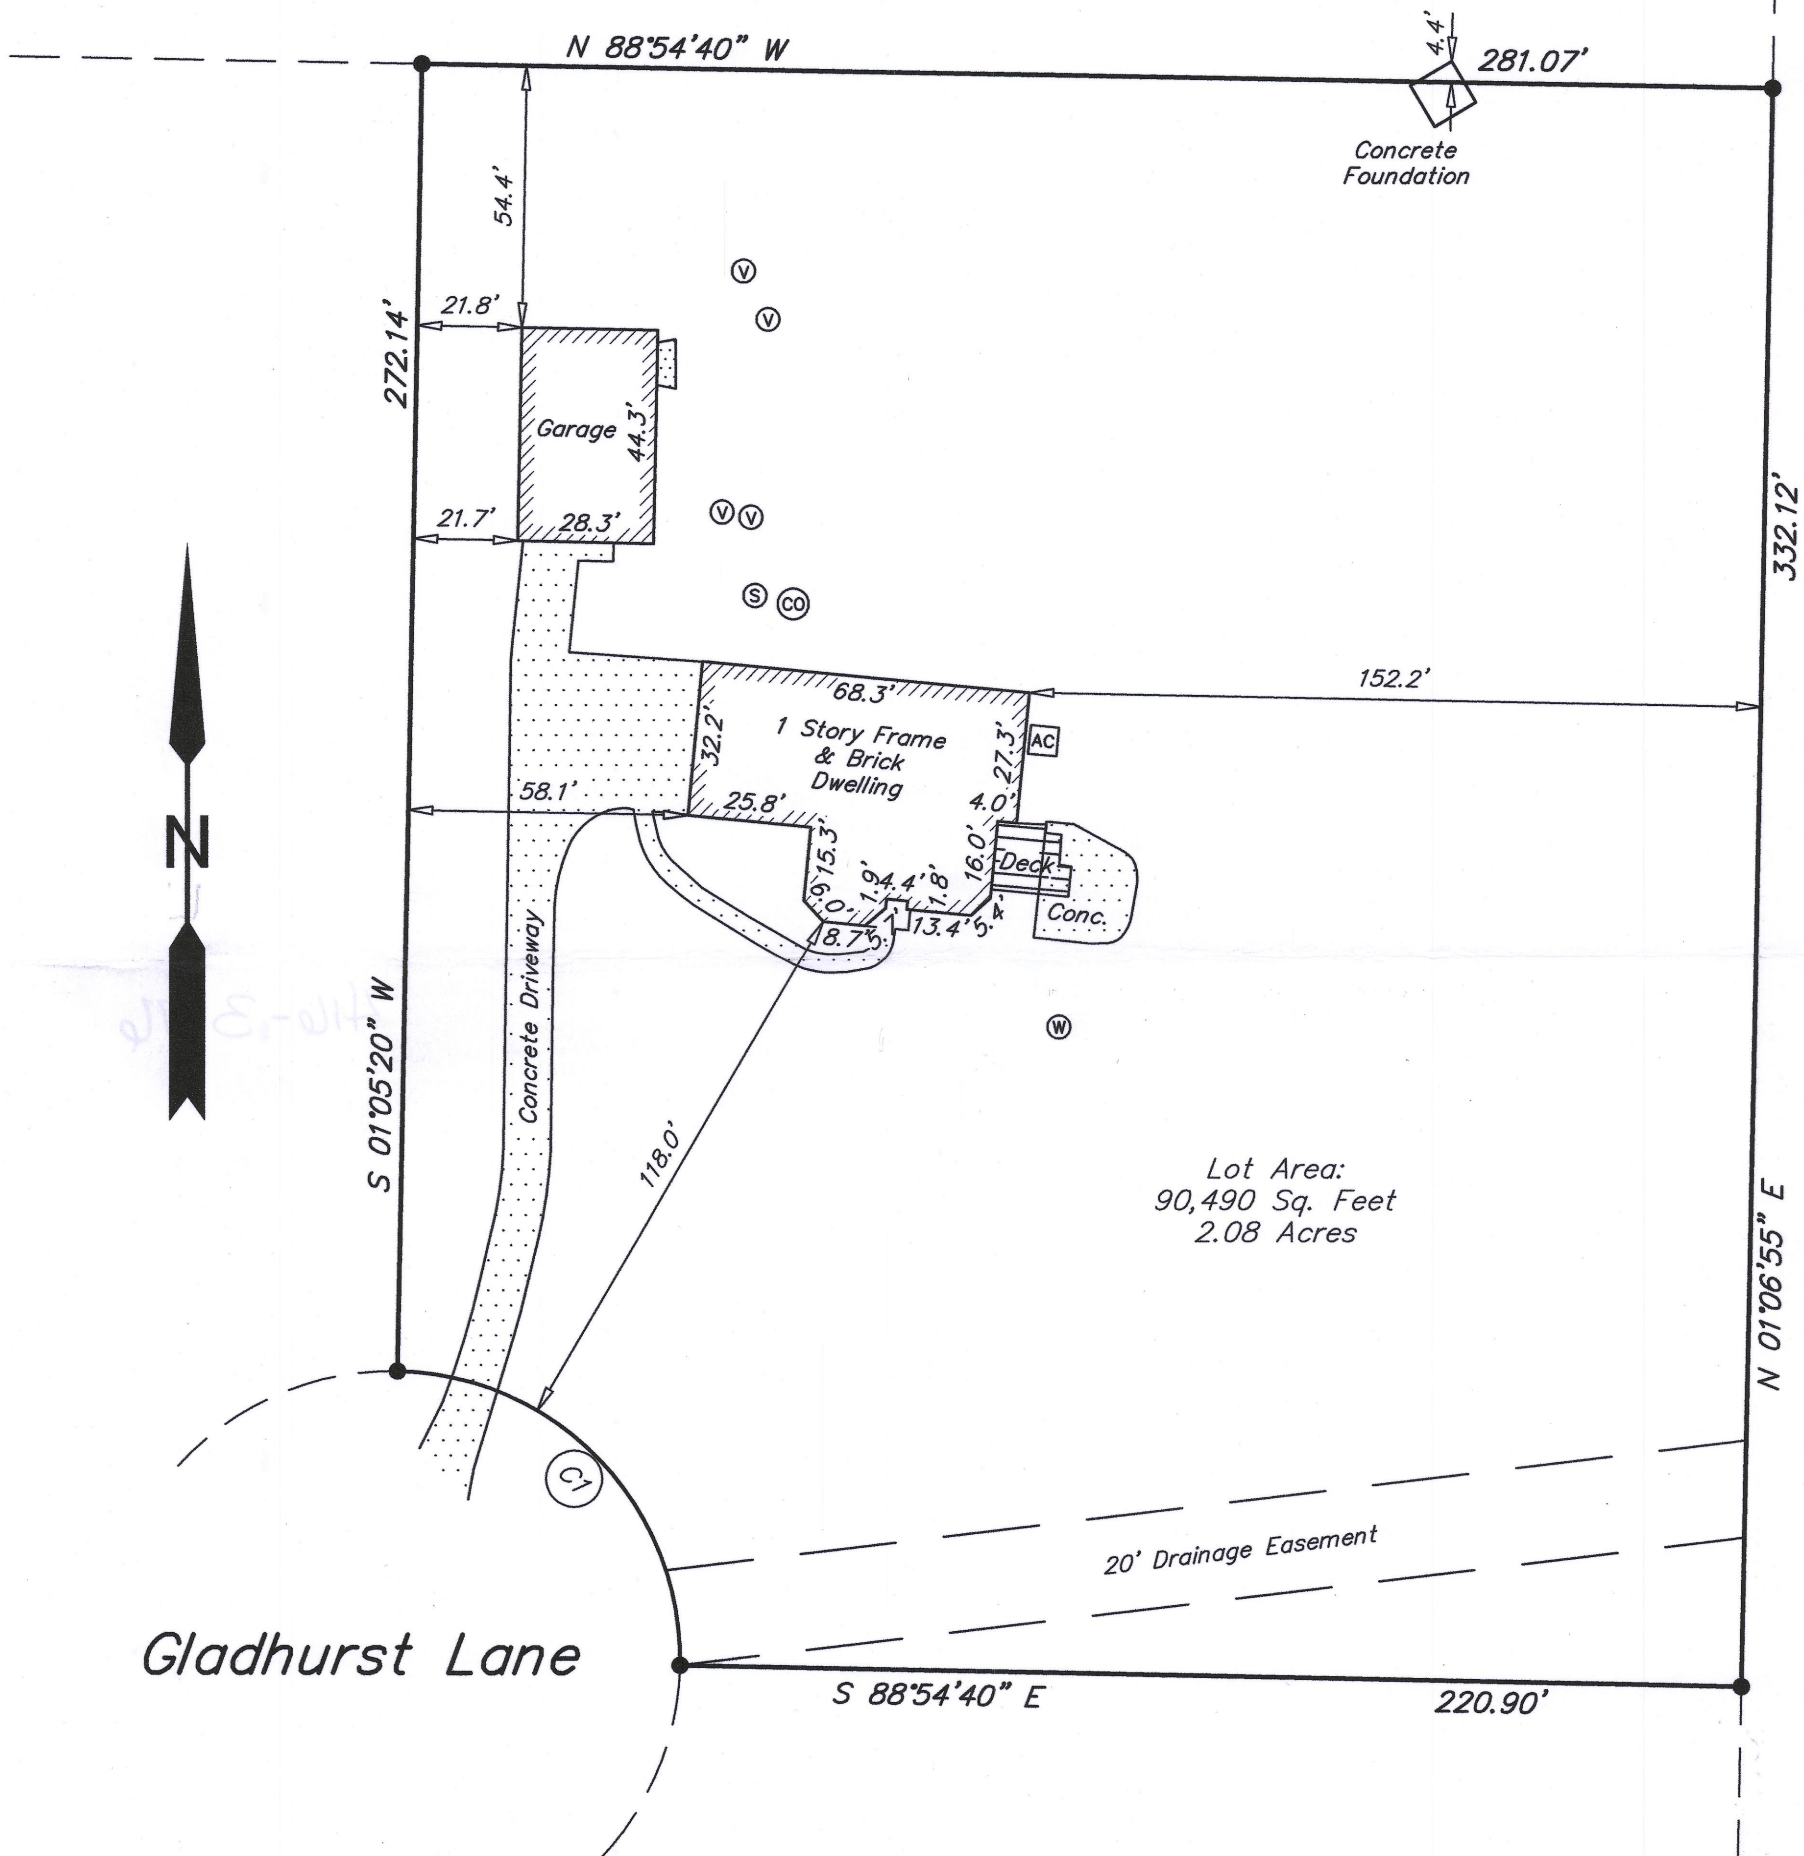 N 88°54'40" W
4.4'
281.07'
Concrete
Foundation
54.4'
21.8'
272.14'
V
V
Garage
44.3'
28.3'
21.7'
V V
S CO
332.12'
152.2'
68.3'
1 Story Frame
& Brick
Dwelling
32.2'
27.3'
AC
58.1'
25.8'
4.0'
15.3'
16.0'
Deck
1.9'
4.4'
1.8'
Conc.
8.7'
13.4'
5.4'
N
Concrete Driveway
W
S 01°05'20" W
118.0'
Lot Area:
90,490 Sq. Feet
2.08 Acres
N 01°06'55" E
C1
20' Drainage Easement
Gladhurst Lane
S 88°54'40" E
220.90'